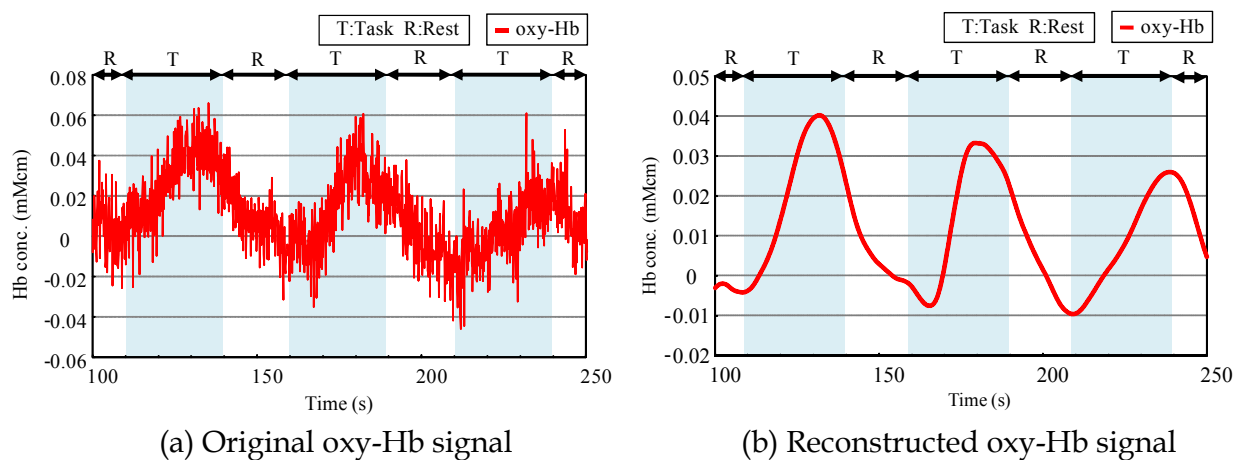 T:Task R:Rest
oxy-Hb
R T R T R T R
0.08
0.06
0.04
0.02
0
-0.02
-0.04
-0.06
Hb conc. (mMcm)
100 150 200 250
Time (s)
(a) Original oxy-Hb signal
T:Task R:Rest
oxy-Hb
R T R T R T R
0.05
0.04
0.03
0.02
0.01
0
-0.01
-0.02
Hb conc. (mMcm)
100 150 200 250
Time (s)
(b) Reconstructed oxy-Hb signal